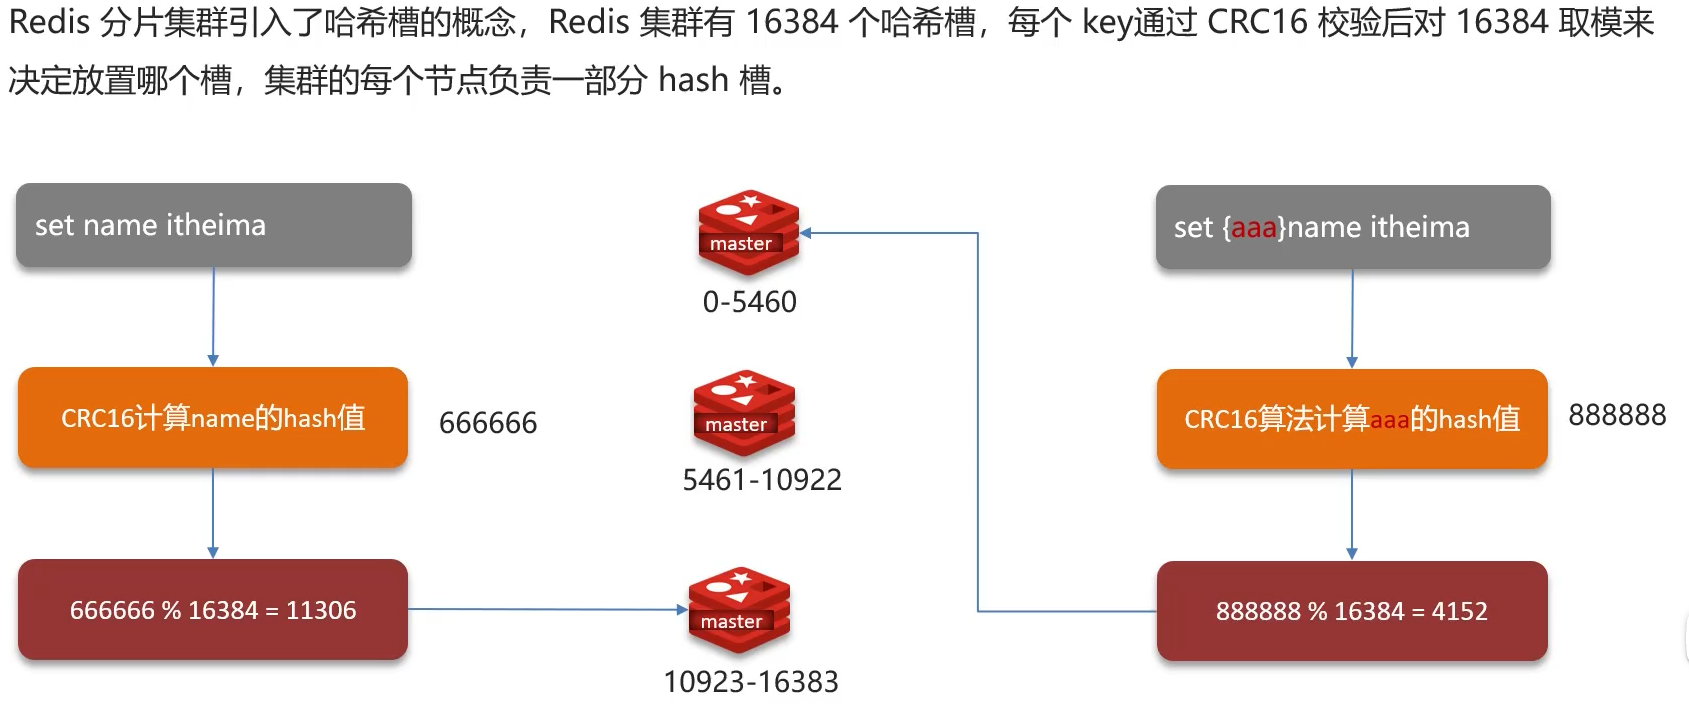 Redis 分片集群引入了哈希槽的概念，Redis 集群有 16384 个哈希槽，每个 key通过 CRC16 校验后对 16384 取模来
决定放置哪个槽，集群的每个节点负责一部分 hash 槽。
set name itheima
CRC16计算name的hash值
666666
666666 % 16384 = 11306
master
0-5460
master
5461-10922
master
10923-16383
set {aaa}name itheima
CRC16算法计算aaa的hash值
888888
888888 % 16384 = 4152